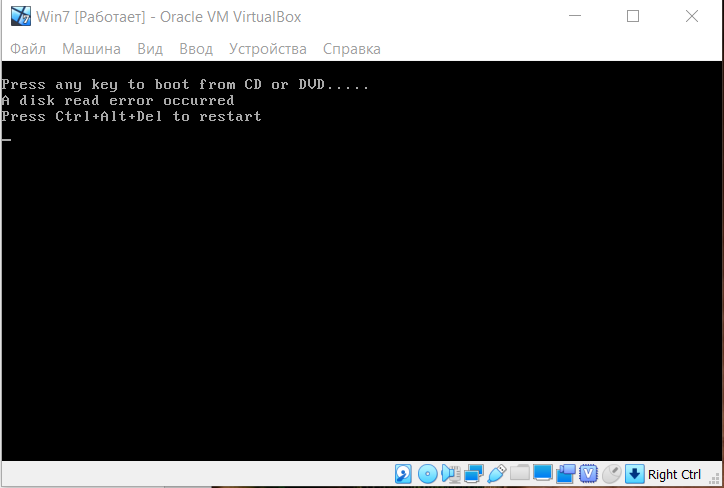 Win7 [Работает] - Oracle VM VirtualBox
Файл Машина Вид Ввод Устройства Справка
Press any key to boot from CD or DVD.....
A disk read error occurred
Press Ctrl+Alt+Del to restart
Right Ctrl